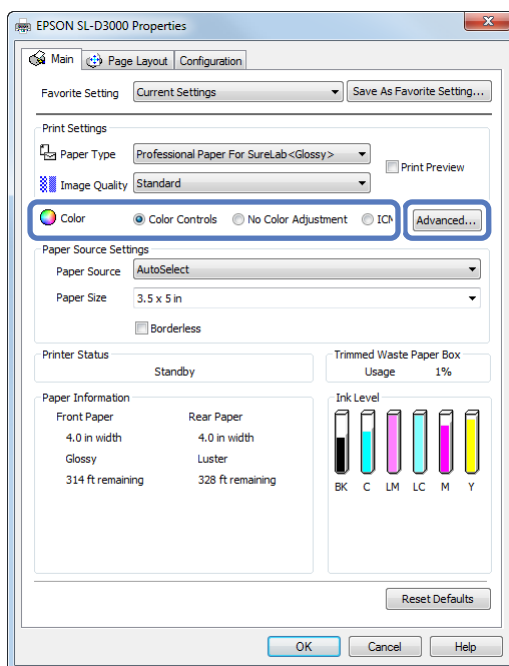 EPSON SL-D3000 Properties
Main Page Layout Configuration
Favorite Setting Current Settings Save As Favorite Setting...
Print Settings
Paper Type Professional Paper For SureLab<Glossy> Print Preview
Image Quality Standard
Color Color Controls No Color Adjustment ICM Advanced...
Paper Source Settings
Paper Source AutoSelect
Paper Size 3.5 x 5 in
Borderless
Printer Status
Standby
Trimmed Waste Paper Box
Usage 1%
Paper Information
Front Paper Rear Paper
4.0 in width 4.0 in width
Glossy Luster
314 ft remaining 328 ft remaining
Ink Level
BK C LM LC M Y
Reset Defaults
OK Cancel Help